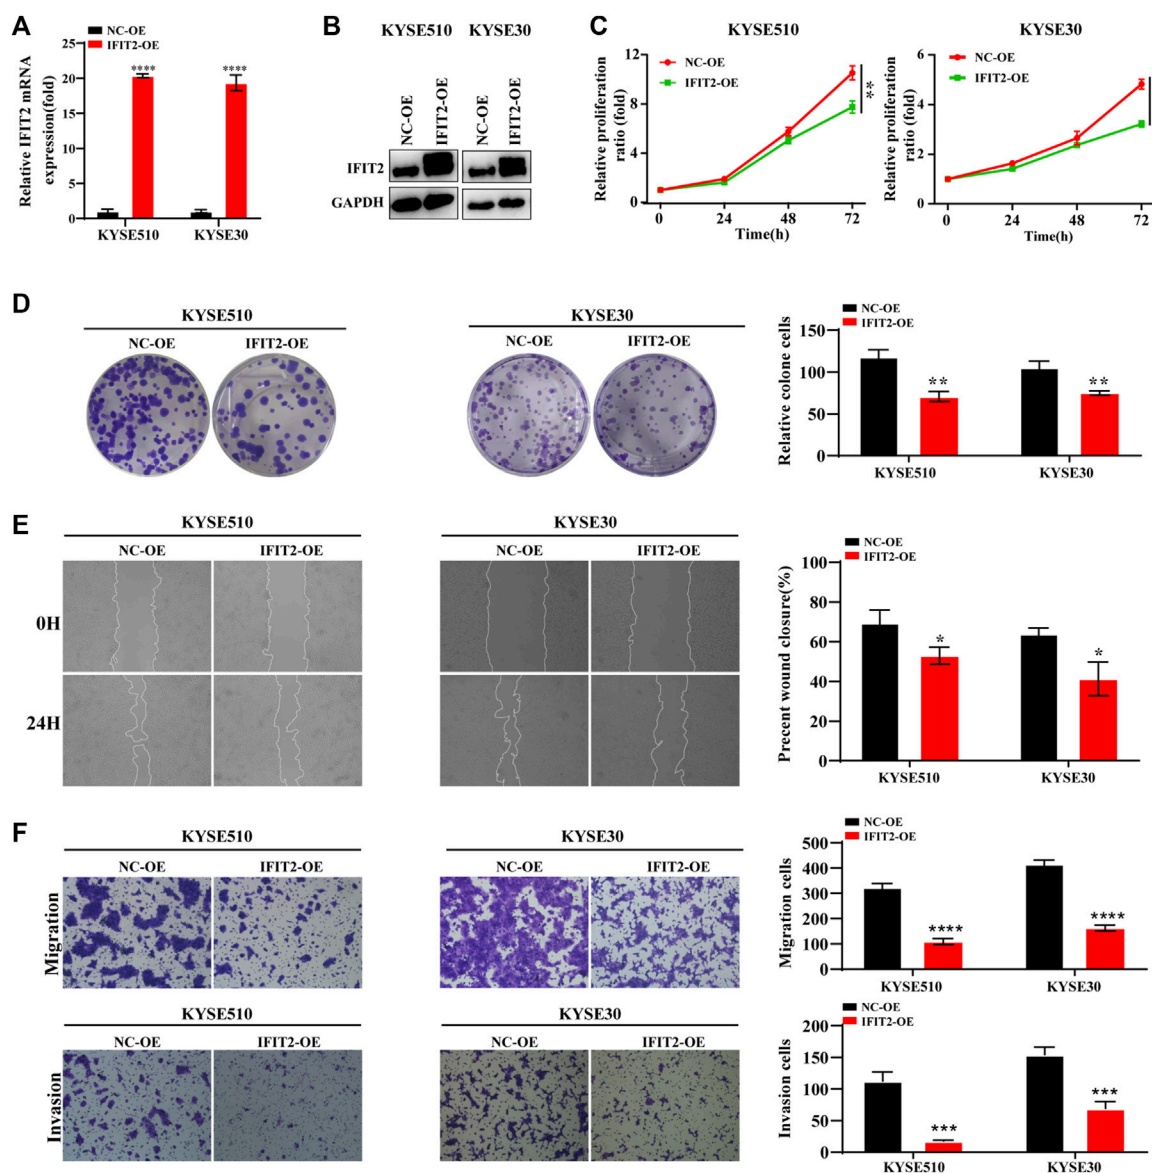 A
NC-OE
IFIT2-OE
Relative IFIT2 mRNA
expression(fold)
25
20
15
10
5
0
****
****
KYSE510
KYSE30
B
KYSE510 KYSE30
NC-OE
IFIT2-OE
NC-OE
IFIT2-OE
IFIT2
GAPDH
C
KYSE510
NC-OE
IFIT2-OE
Relative proliferation
ratio (fold)
12
8
4
0
**
0 24 48 72
Time(h)
KYSE30
NC-OE
IFIT2-OE
Relative proliferation
ratio (fold)
6
4
2
0
0 24 48 72
Time(h)
D
KYSE510
NC-OE IFIT2-OE
KYSE30
NC-OE IFIT2-OE
NC-OE
IFIT2-OE
Relative colone cells
150
100
50
0
**
**
KYSE510 KYSE30
E
KYSE510
NC-OE IFIT2-OE
KYSE30
NC-OE IFIT2-OE
0H
24H
NC-OE
IFIT2-OE
Precent wound closure(%)
100
80
60
40
20
0
*
*
KYSE510 KYSE30
F
KYSE510
NC-OE IFIT2-OE
KYSE30
NC-OE IFIT2-OE
Migration
NC-OE
IFIT2-OE
Migration cells
500
400
300
200
100
0
****
****
KYSE510 KYSE30
KYSE510
NC-OE IFIT2-OE
KYSE30
NC-OE IFIT2-OE
Invasion
NC-OE
IFIT2-OE
Invasion cells
200
150
100
50
0
***
***
KYSE510 KYSE30